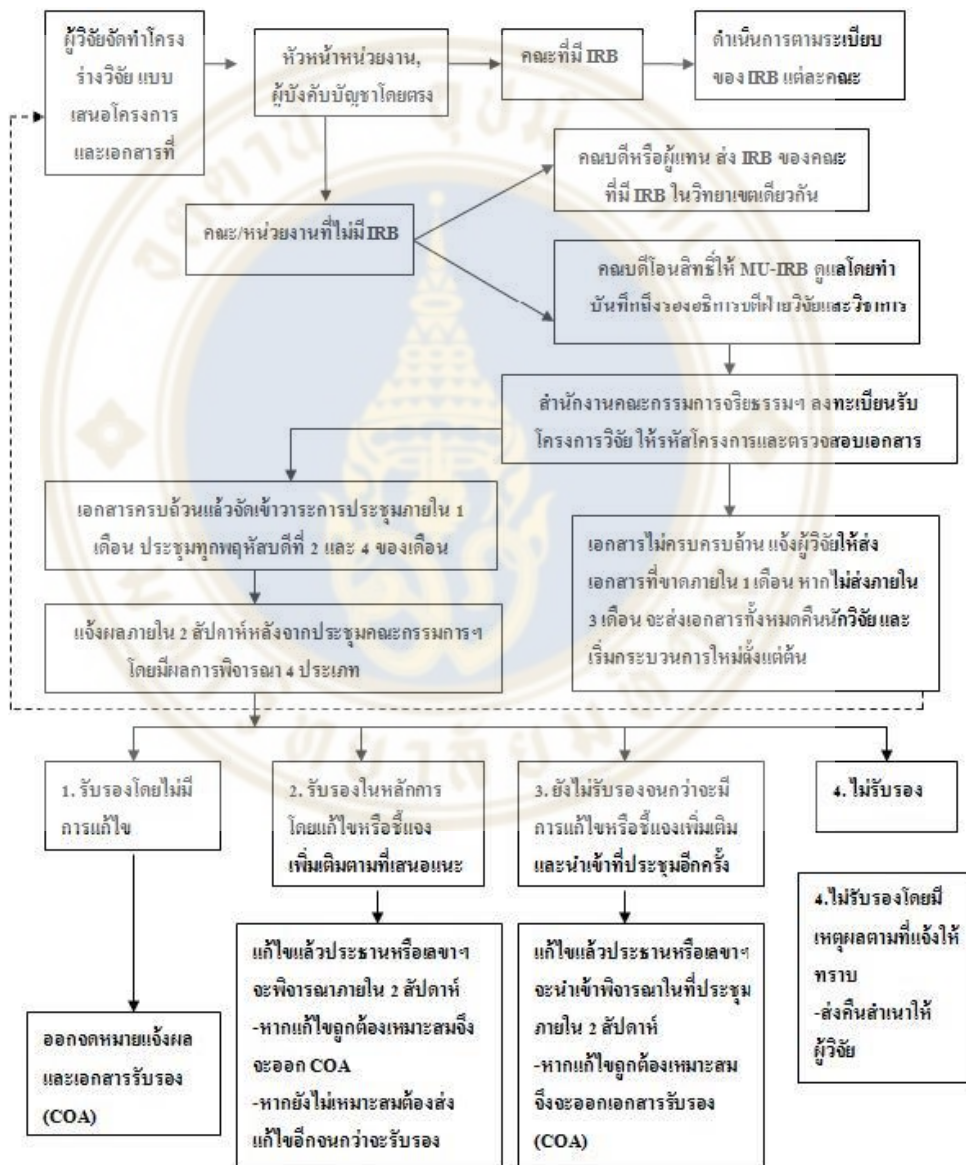 ผู้วิจัยจัดทำโครง
ร่างวิจัย แบบ
เสนอโครงการ
และเอกสารที่
หัวหน้าหน่วยงาน,
ผู้บังคับบัญชาโดยตรง
คณะที่มี IRB
ดำเนินการตามระเบียบ
ของ IRB แต่ละคณะ
คณบดีหรือผู้แทน ส่ง IRB ของคณะ
ที่มี IRB ในวิทยาเขตเดียวกัน
คณะ/หน่วยงานที่ไม่มี IRB
คณบดีโอนสิทธิ์ให้ MU-IRB ดูแลโดยทำ
บันทึกถึงรองอธิการบดีฝ่ายวิจัยและวิชาการ
สำนักงานคณะกรรมการจริยธรรมฯ ลงทะเบียนรับ
โครงการวิจัย ให้รหัสโครงการและตรวจสอบเอกสาร
เอกสารครบถ้วนแล้วจัดเข้าวาระการประชุมภายใน 1
เดือน ประชุมทุกพฤหัสบดีที่ 2 และ 4 ของเดือน
เอกสารไม่ครบครบถ้วน แจ้งผู้วิจัยให้ส่ง
เอกสารที่ขาดภายใน 1 เดือน หากไม่ส่งภายใน
3 เดือน จะส่งเอกสารทั้งหมดคืนนักวิจัย และ
เริ่มกระบวนการใหม่ตั้งแต่ต้น
แจ้งผลภายใน 2 สัปดาห์หลังจากประชุมคณะกรรมการฯ
โดยมีผลการพิจารณา 4 ประเภท
1. รับรองโดยไม่มี
การแก้ไข
2. รับรองในหลักการ
โดยแก้ไขหรือชี้แจง
เพิ่มเติมตามที่เสนอแนะ
3. ยังไม่รับรองจนกว่าจะมี
การแก้ไขหรือชี้แจงเพิ่มเติม
และนำเข้าที่ประชุมอีกครั้ง
4. ไม่รับรอง
ออกจดหมายแจ้งผล
และเอกสารรับรอง
(COA)
แก้ไขแล้วประธานหรือเลขาฯ
จะพิจารณาภายใน 2 สัปดาห์
-หากแก้ไขถูกต้องเหมาะสมจึง
จะออก COA
-หากยังไม่เหมาะสมต้องส่ง
แก้ไขอีกจนกว่าจะรับรอง
แก้ไขแล้วประธานหรือเลขาฯ
จะนำเข้าพิจารณาในที่ประชุม
ภายใน 2 สัปดาห์
-หากแก้ไขถูกต้องเหมาะสม
จึงจะออกเอกสารรับรอง
(COA)
4.ไม่รับรองโดยมี
เหตุผลตามที่แจ้งให้
ทราบ
-ส่งคืนสำเนาให้
ผู้วิจัย